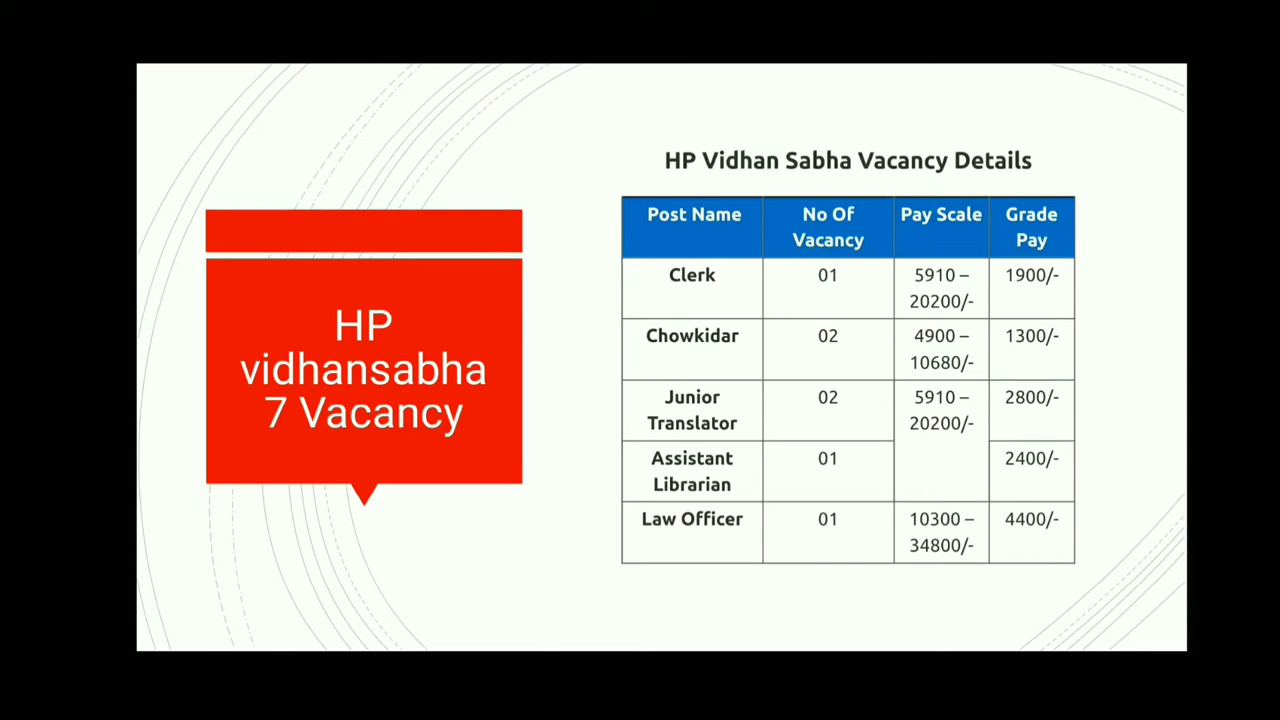 HP
vidhansabha
7 Vacancy
HP Vidhan Sabha Vacancy Details
Post Name No Of Vacancy Pay Scale Grade Pay
Clerk 01 5910 – 20200/- 1900/-
Chowkidar 02 4900 – 10680/- 1300/-
Junior Translator 02 5910 – 20200/- 2800/-
Assistant Librarian 01 2400/-
Law Officer 01 10300 – 34800/- 4400/-